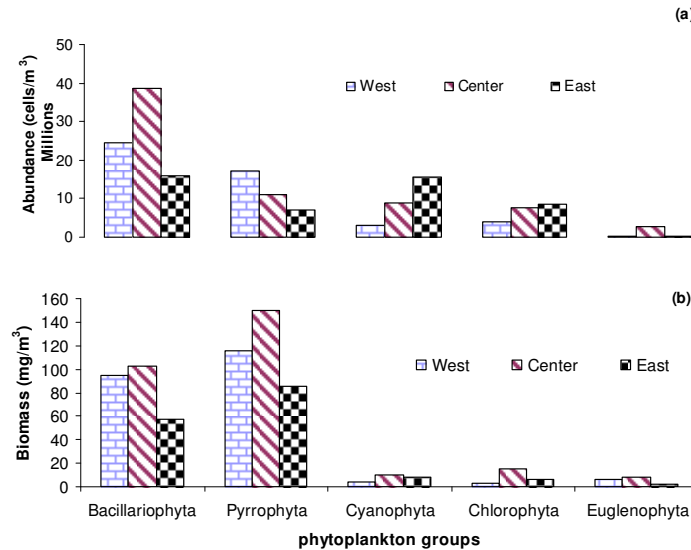 (a)
50
40
30
20
10
0
Abundance (cells/m³)
Millions
West Center East
(b)
160
140
120
100
80
60
40
20
0
Biomass (mg/m³)
West Center East
Bacillariophyta Pyrrophyta Cyanophyta Chlorophyta Euglenophyta
phytoplankton groups